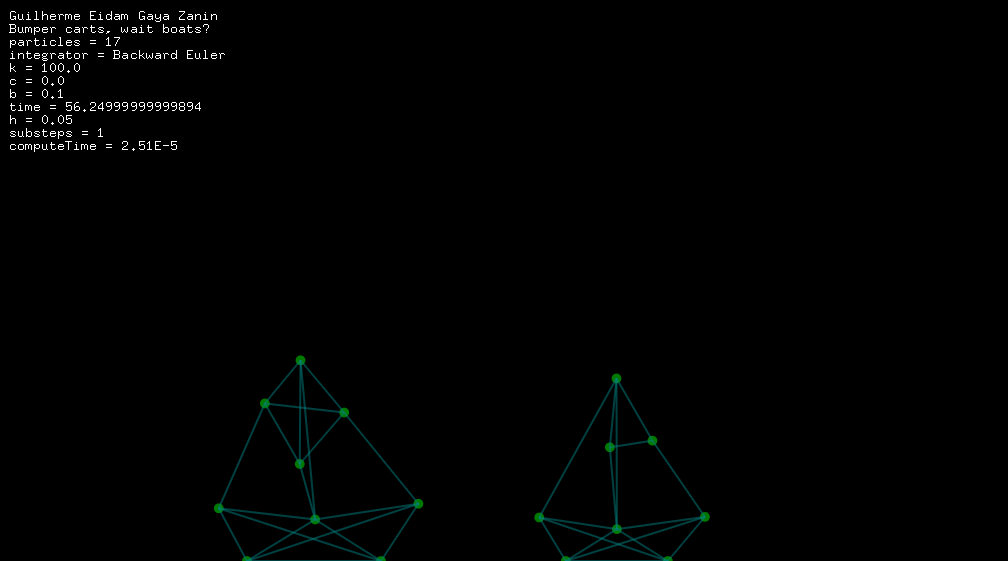 Guilherme Eidam Gaya Zanin
Bumper carts, wait boats?
particles = 17
integrator = Backward Euler
k = 100.0
c = 0.0
b = 0.1
time = 56.24999999999894
h = 0.05
substeps = 1
computeTime = 2.51E-5